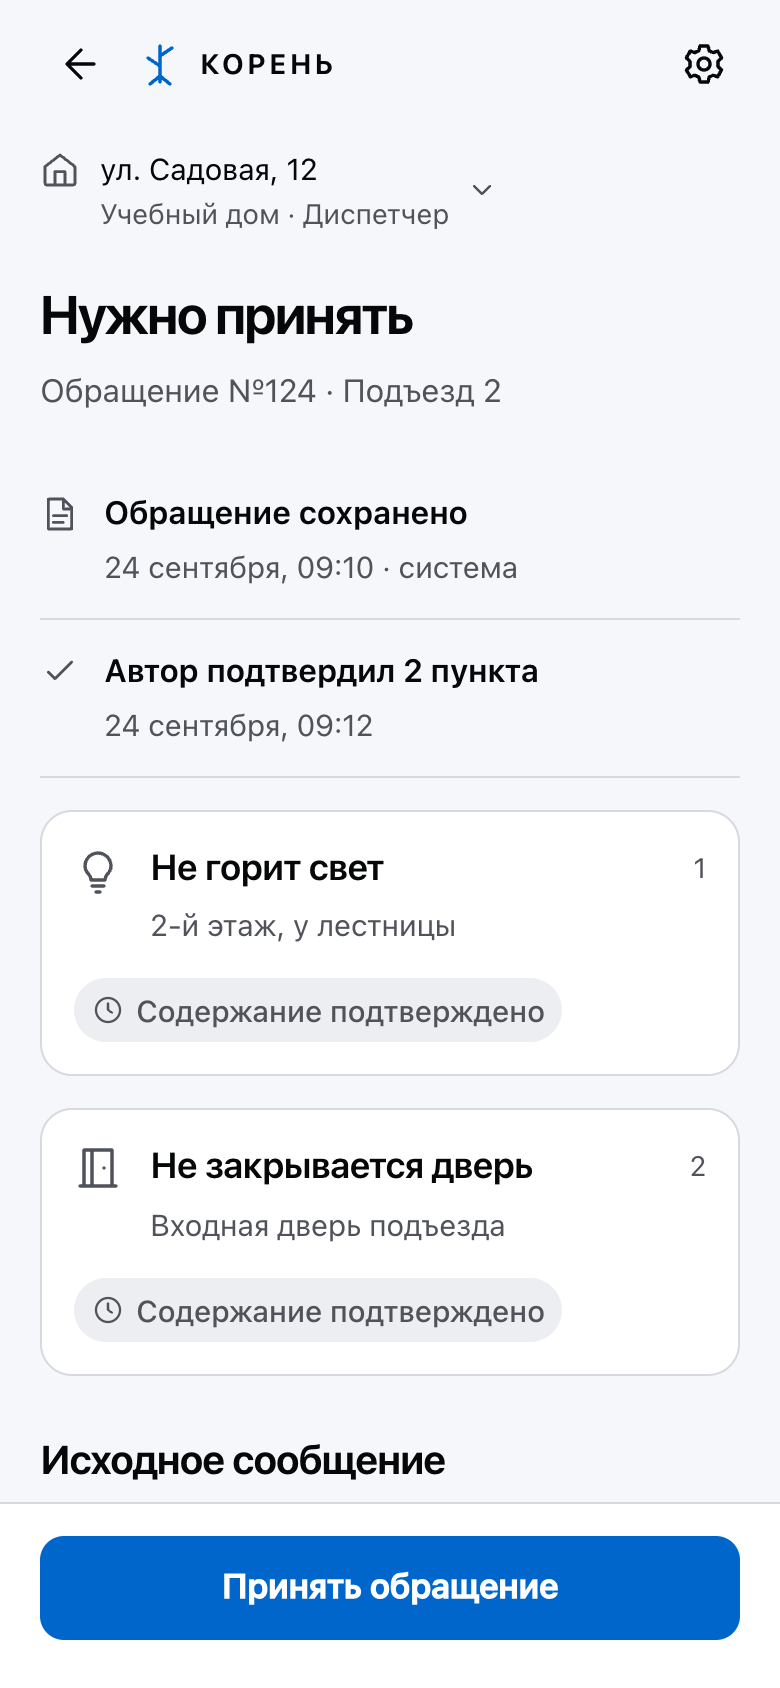 КОРЕНЬ
ул. Садовая, 12
Учебный дом · Диспетчер
Нужно принять
Обращение №124 · Подъезд 2
Обращение сохранено
24 сентября, 09:10 · система
Автор подтвердил 2 пункта
24 сентября, 09:12
Не горит свет 1
2-й этаж, у лестницы
Содержание подтверждено
Не закрывается дверь 2
Входная дверь подъезда
Содержание подтверждено
Исходное сообщение
Принять обращение